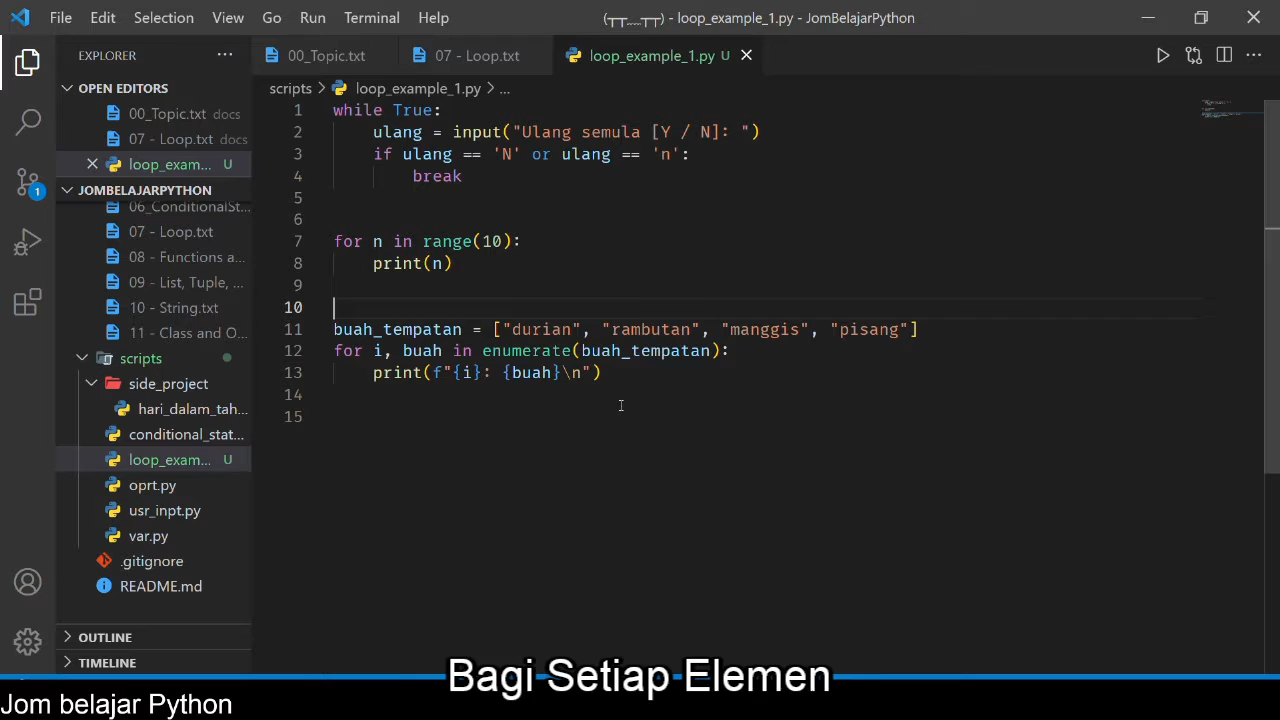 File Edit Selection View Go Run Terminal Help (┬┬﹏┬┬) - loop_example_1.py - JomBelajarPython
EXPLORER
00_Topic.txt 07 - Loop.txt loop_example_1.py U
OPEN EDITORS
00_Topic.txt docs
07 - Loop.txt docs
loop_exam... U
JOMBELAJARPYTHON
06_ConditionalSt...
07 - Loop.txt
08 - Functions a...
09 - List, Tuple, ...
10 - String.txt
11 - Class and O...
scripts
side_project
hari_dalam_tah...
conditional_stat...
loop_exam... U
oprt.py
usr_inpt.py
var.py
.gitignore
README.md
OUTLINE
TIMELINE
1
scripts > loop_example_1.py > ...
1 while True:
2     ulang = input("Ulang semula [Y / N]: ")
3     if ulang == 'N' or ulang == 'n':
4         break
5
6
7 for n in range(10):
8     print(n)
9
10
11 buah_tempatan = ["durian", "rambutan", "manggis", "pisang"]
12 for i, buah in enumerate(buah_tempatan):
13     print(f"{i}: {buah}\n")
14
15
Bagi Setiap Elemen
Jom belajar Python